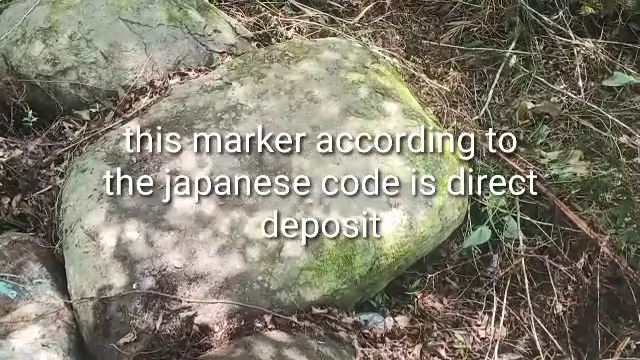 this marker according to
the japanese code is direct
deposit